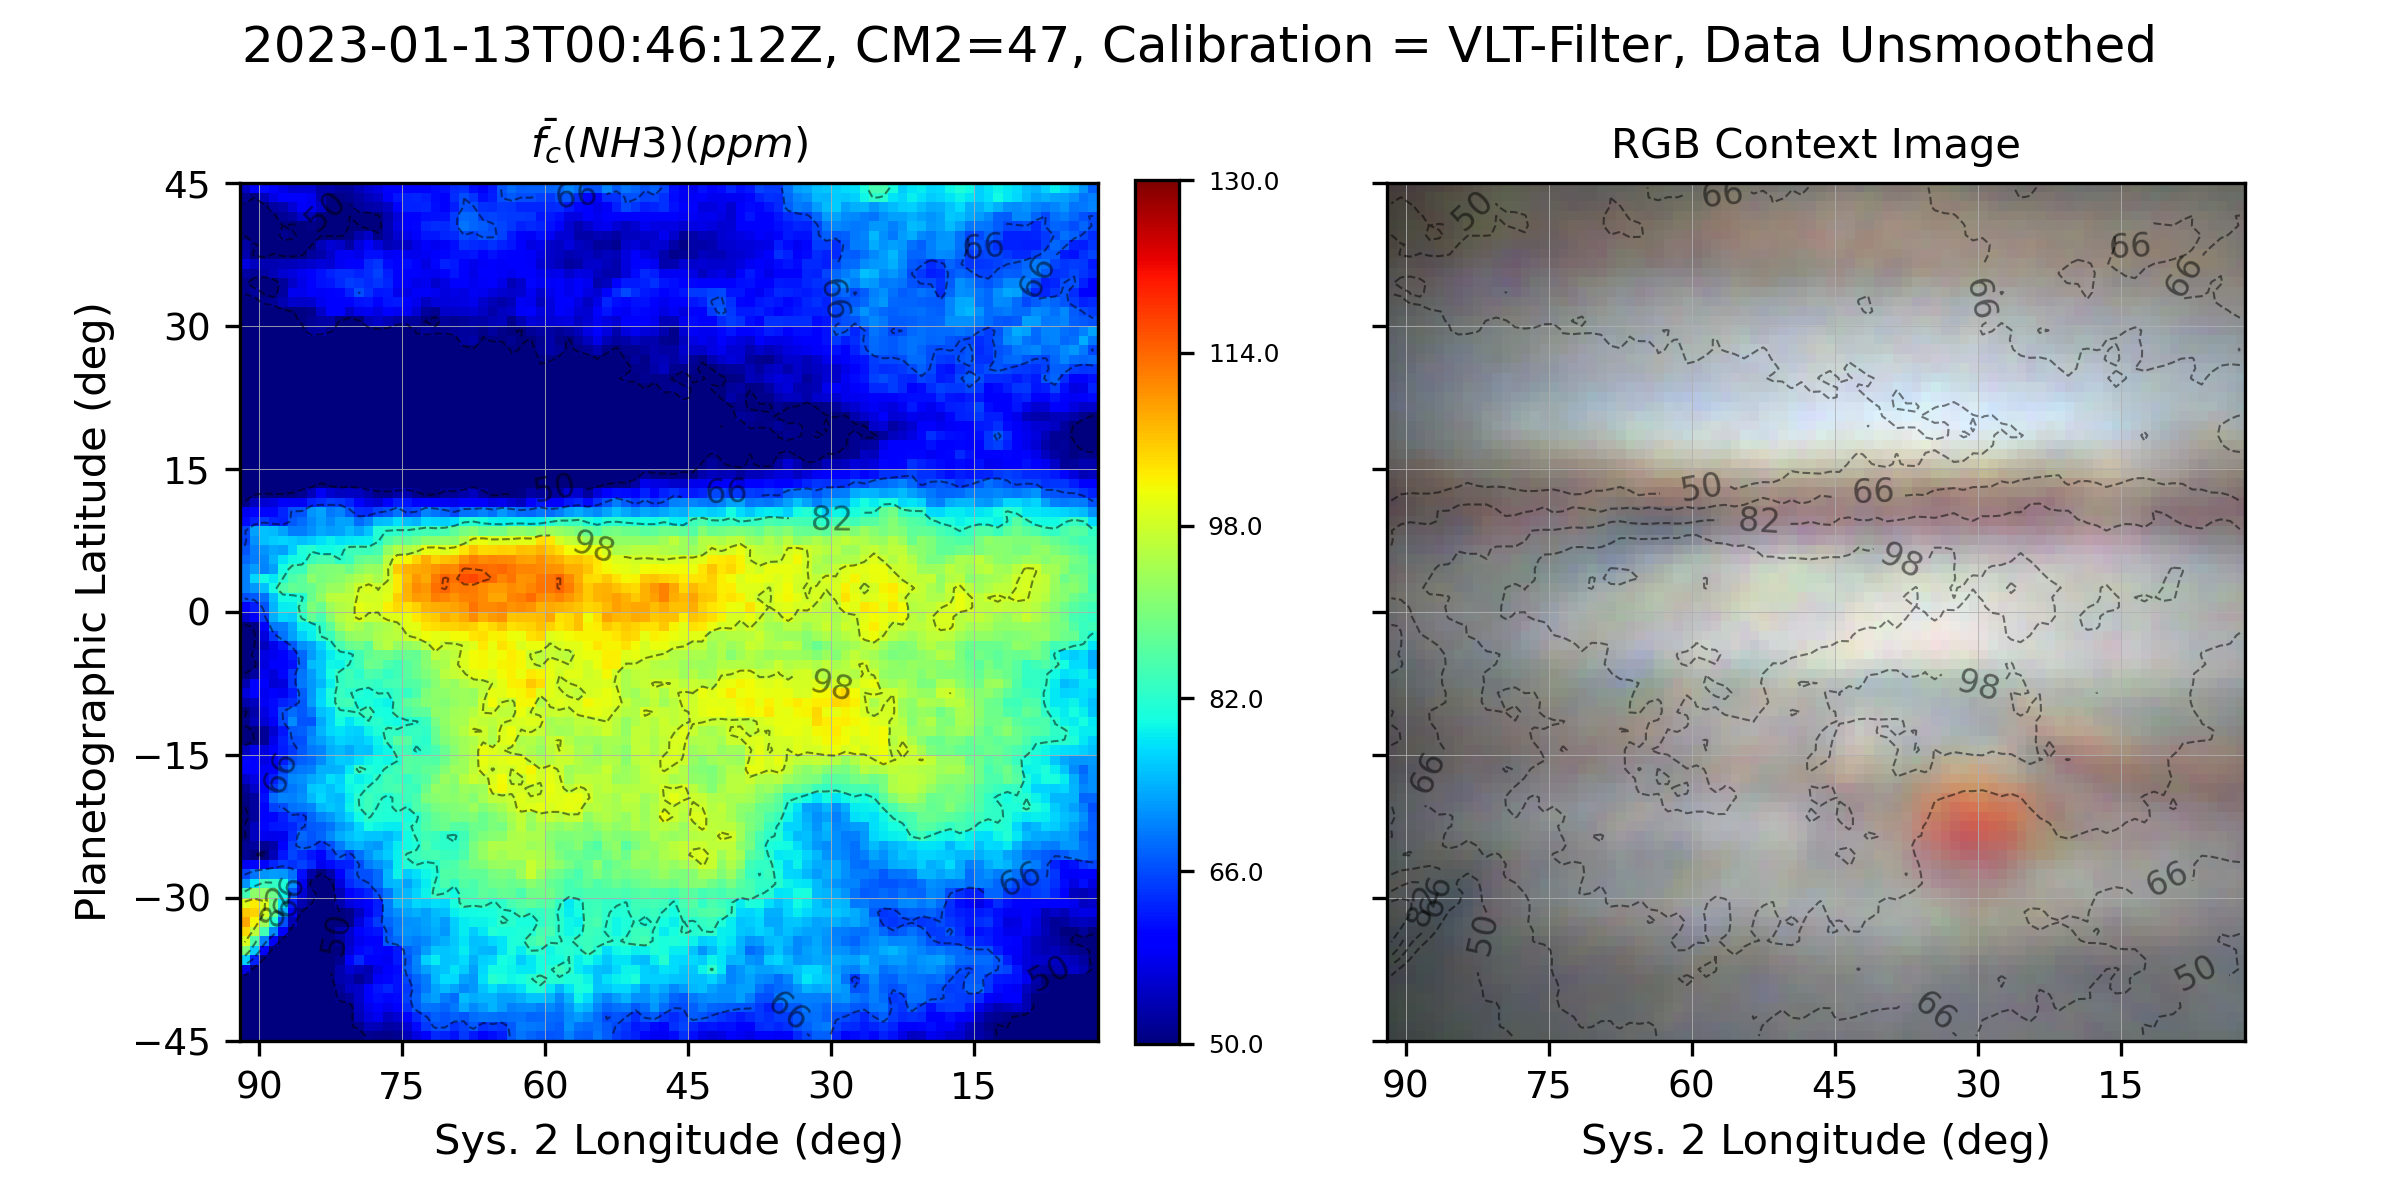 2023-01-13T00:46:12Z, CM2=47, Calibration = VLT-Filter, Data Unsmoothed
f̄c(NH3)(ppm)
RGB Context Image
Planetographic Latitude (deg)
45
30
15
0
−15
−30
−45
90 75 60 45 30 15
Sys. 2 Longitude (deg)
130.0
114.0
98.0
82.0
66.0
50.0
50 66 66 66 66
50 66
82
98
98
66
82 66 66
50 50
66
90 75 60 45 30 15
Sys. 2 Longitude (deg)
50 66 66 66 66
50 66
82
98
98
66
82 66 66
50 50
66